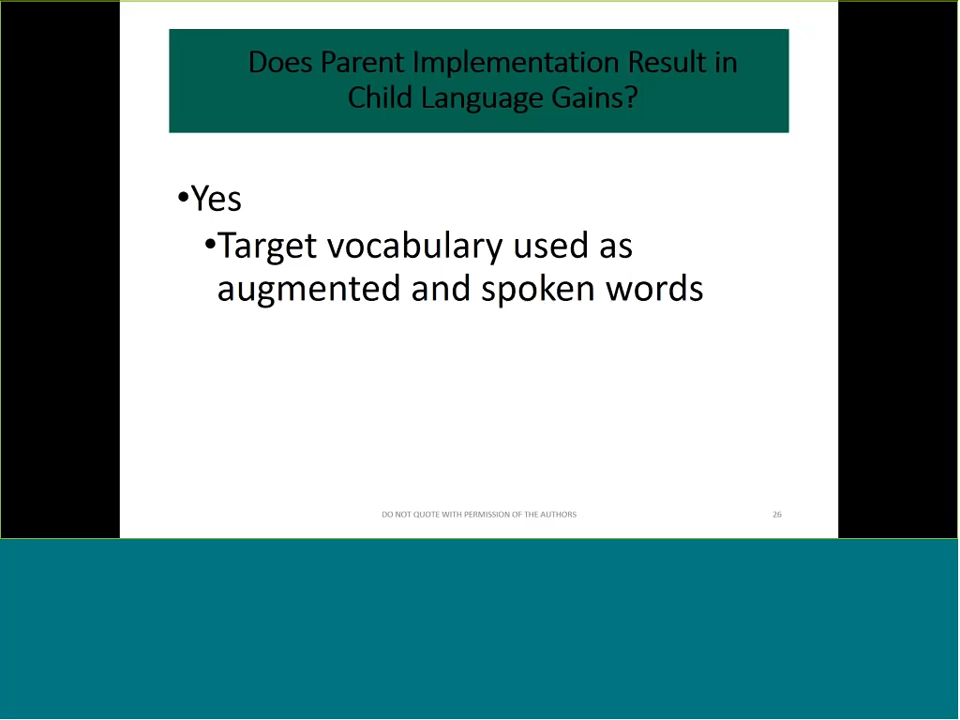 Does Parent Implementation Result in
Child Language Gains?
•Yes
•Target vocabulary used as
augmented and spoken words
DO NOT QUOTE WITH PERMISSION OF THE AUTHORS
26